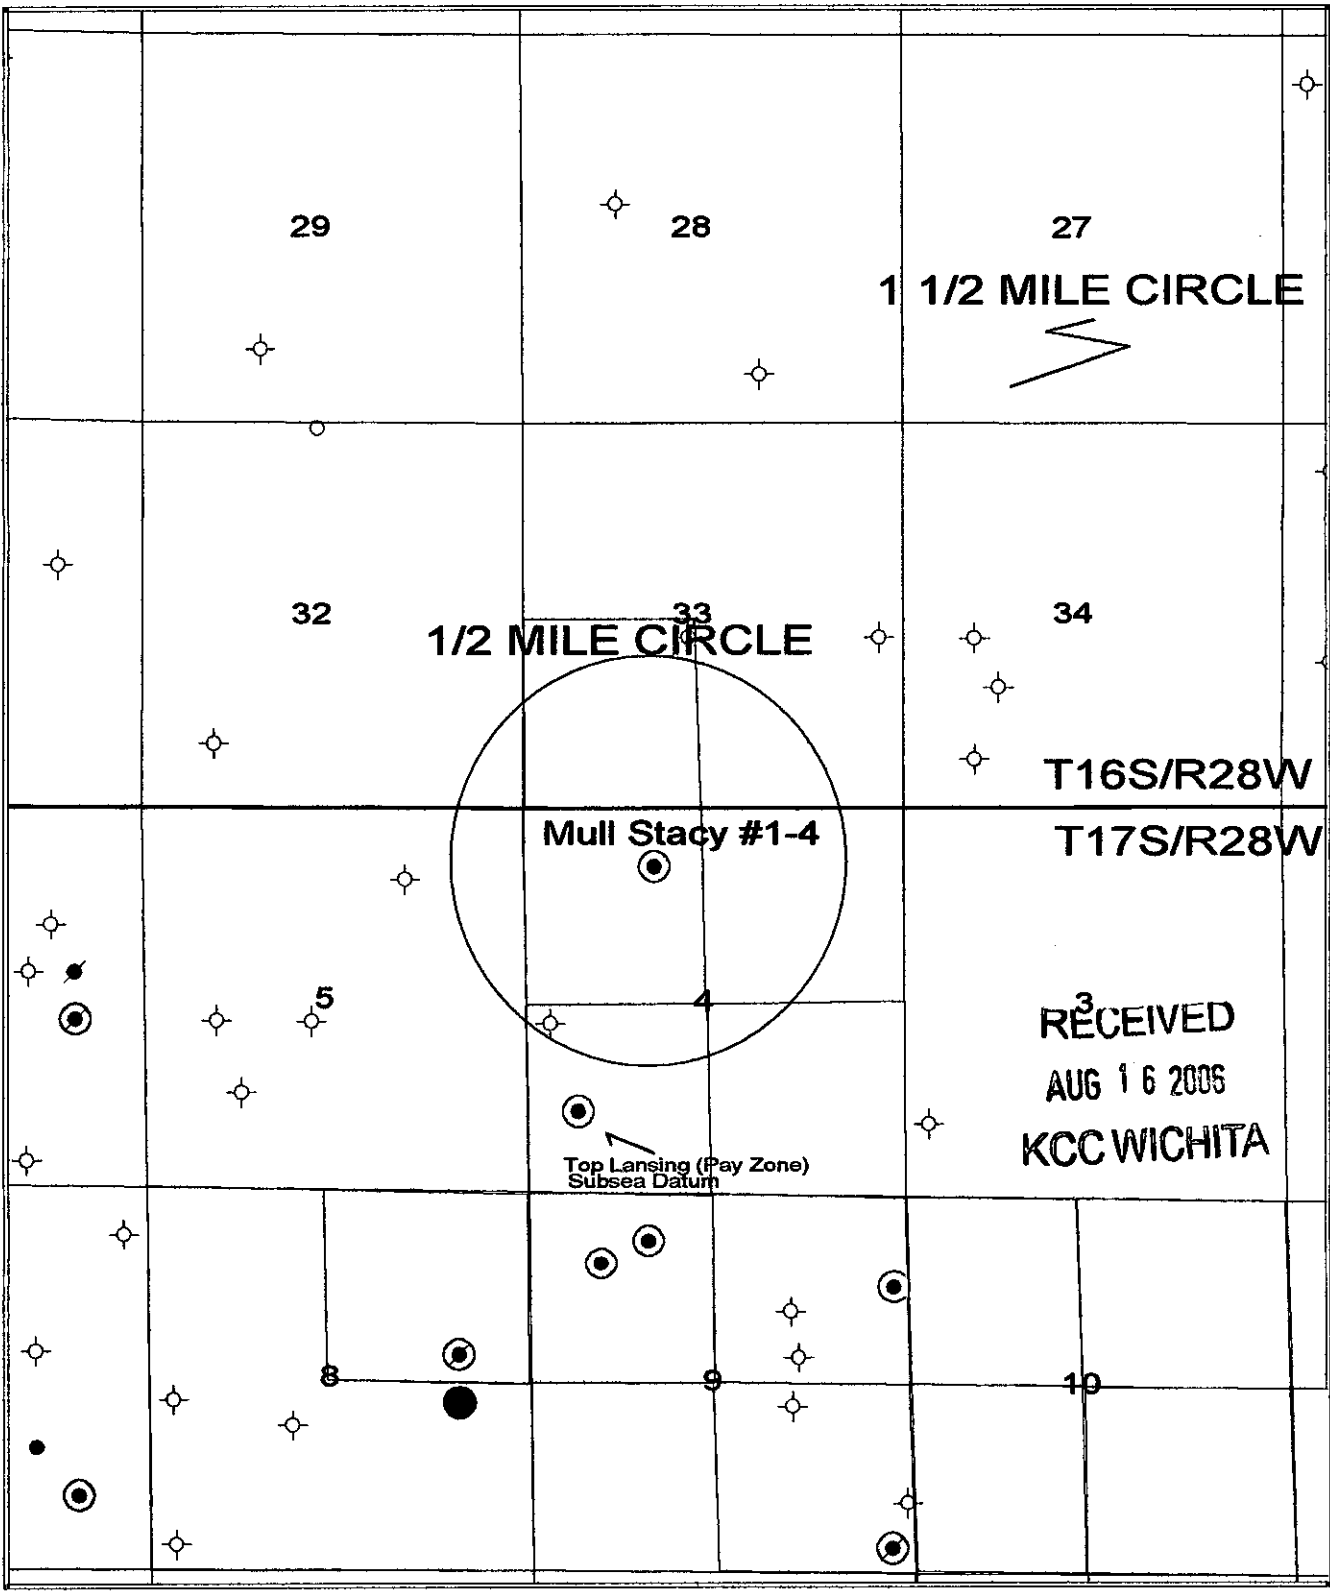 29
28
27
1 1/2 MILE CIRCLE
32
33
34
1/2 MILE CIRCLE
T16S/R28W
Mull Stacy #1-4
T17S/R28W
5
4
3
RECEIVED
AUG 16 2006
KCC WICHITA
Top Lansing (Pay Zone)
Subsea Datum
8
9
10